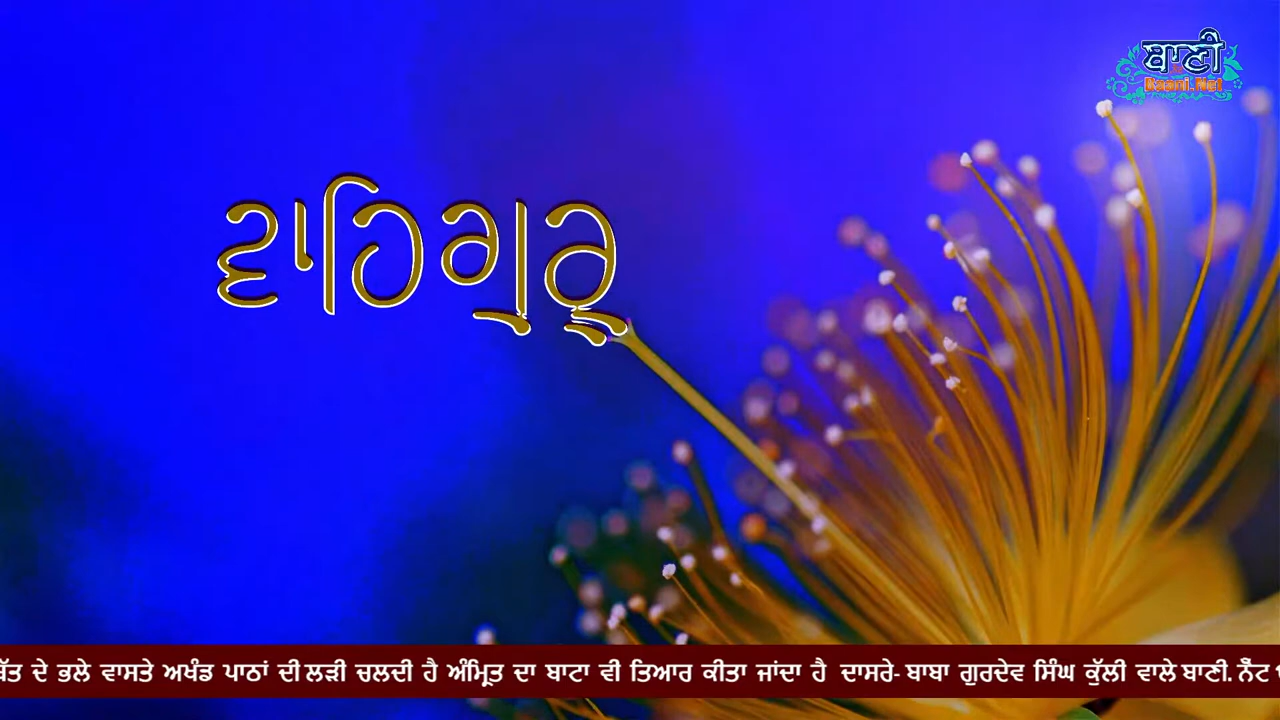 ਬਾਣੀ
Baani.Net
ਵਾਹਿਗੁਰੂ
ਦੇ ਭਲੇ ਵਾਸਤੇ ਅਖੰਡ ਪਾਠਾਂ ਦੀ ਲੜੀ ਚਲਦੀ ਹੈ ਅੰਮ੍ਰਿਤ ਦਾ ਬਾਟਾ ਵੀ ਤਿਆਰ ਕੀਤਾ ਜਾਂਦਾ ਹੈ ਦਾਸਰੇ- ਬਾਬਾ ਗੁਰਦੇਵ ਸਿੰਘ ਕੁੱਲੀ ਵਾਲੇ ਬਾਣੀ. ਨੈੱਟ